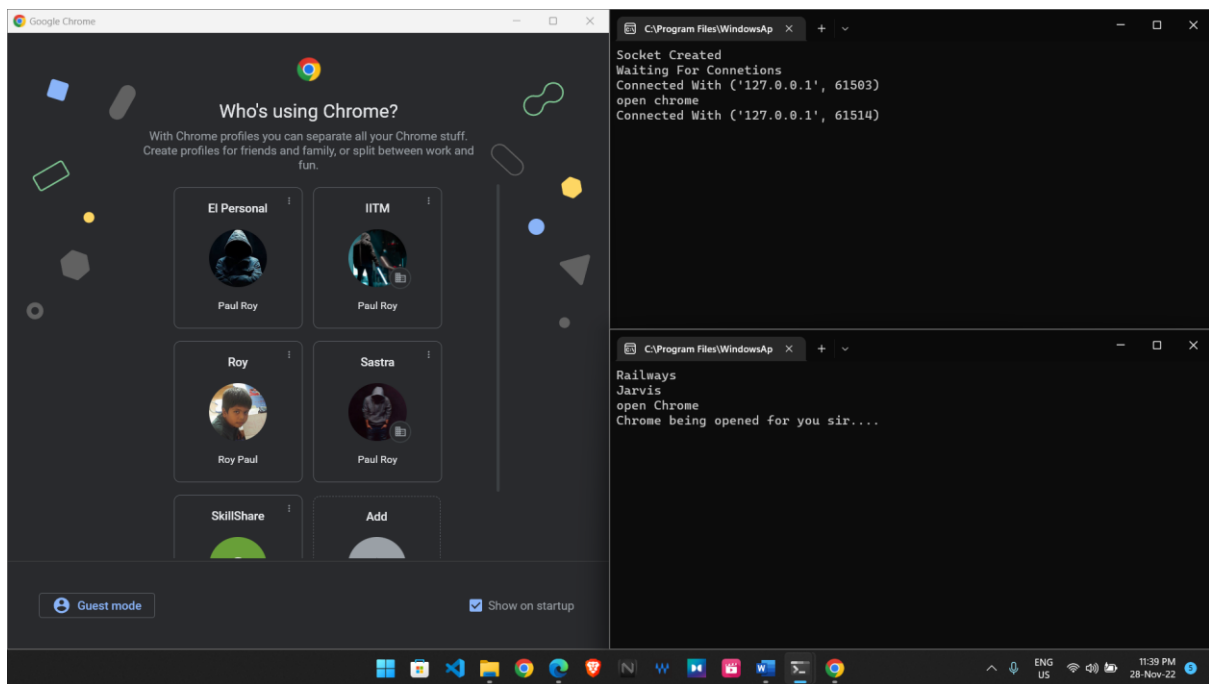 Google Chrome
Who's using Chrome?
With Chrome profiles you can separate all your Chrome stuff.
Create profiles for friends and family, or split between work and
fun.
El Personal
IITM
Paul Roy
Paul Roy
Roy
Sastra
Roy Paul
Paul Roy
SkillShare
Add
Guest mode
Show on startup
C:\Program Files\WindowsAp
Socket Created
Waiting For Connetions
Connected With ('127.0.0.1', 61503)
open chrome
Connected With ('127.0.0.1', 61514)
C:\Program Files\WindowsAp
Railways
Jarvis
open Chrome
Chrome being opened for you sir....
ENG
US
11:39 PM
28-Nov-22
5